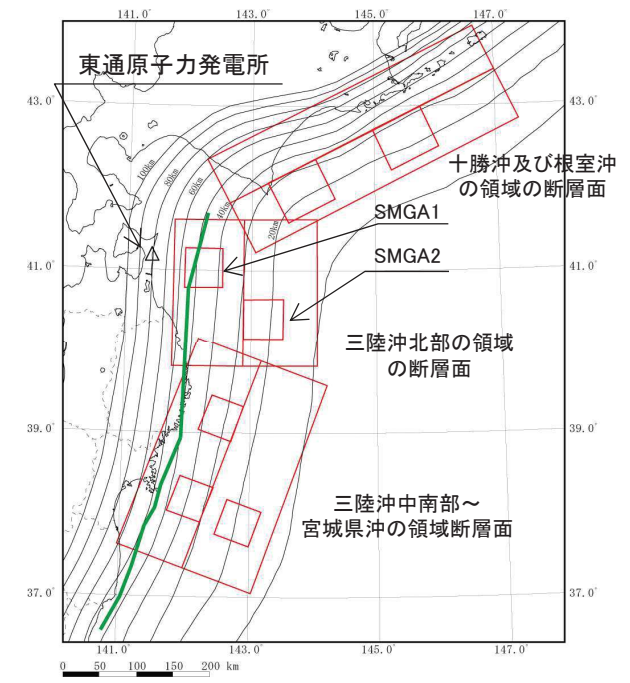 141.0°
143.0°
145.0°
147.0°
東通原子力発電所
43.0°
43.0°
100km
80km
60km
40km
20km
十勝沖及び根室沖
の領域の断層面
SMGA1
SMGA2
41.0°
41.0°
三陸沖北部の領域
の断層面
39.0°
39.0°
三陸沖中南部～
宮城県沖の領域断層面
37.0°
37.0°
141.0°
143.0°
145.0°
147.0°
0 50 100 150 200 km